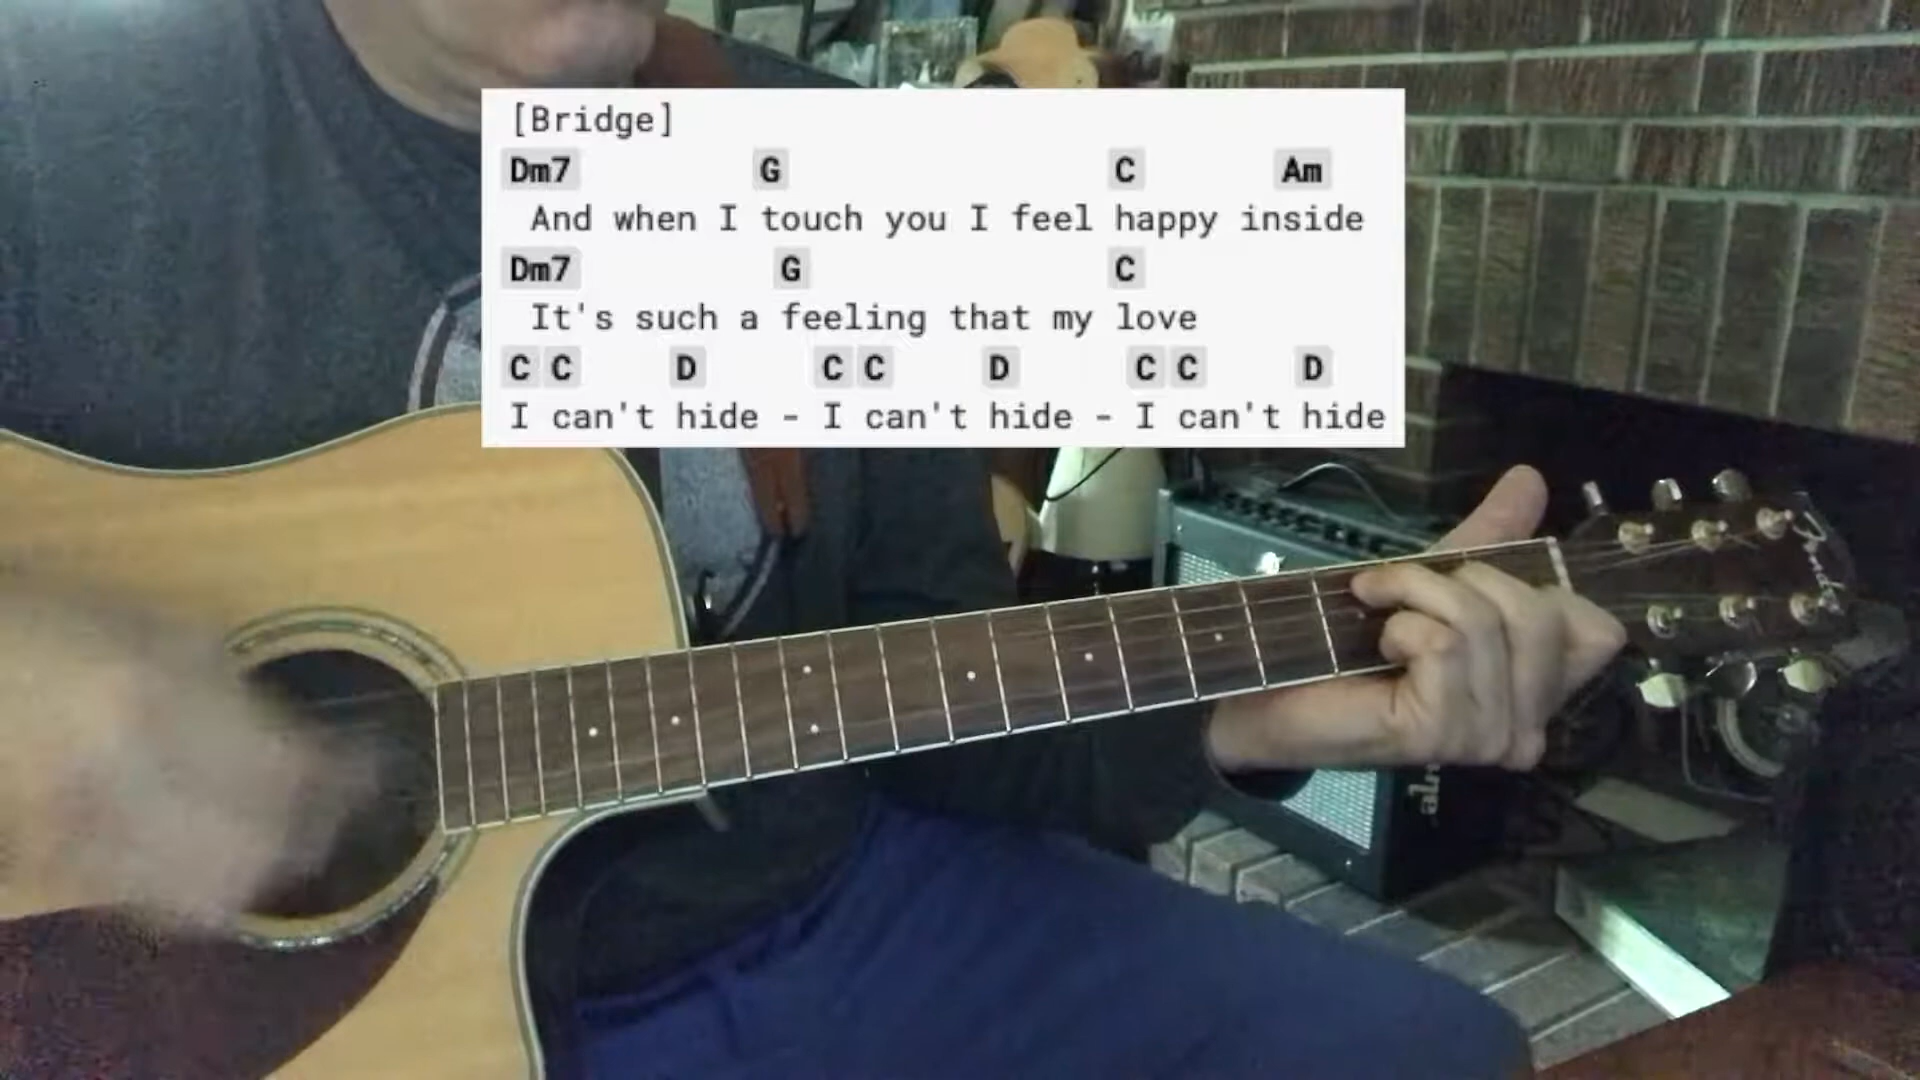 [Bridge]
Dm7 G C Am
And when I touch you I feel happy inside
Dm7 G C
It's such a feeling that my love
C C D C C D C C D
I can't hide - I can't hide - I can't hide